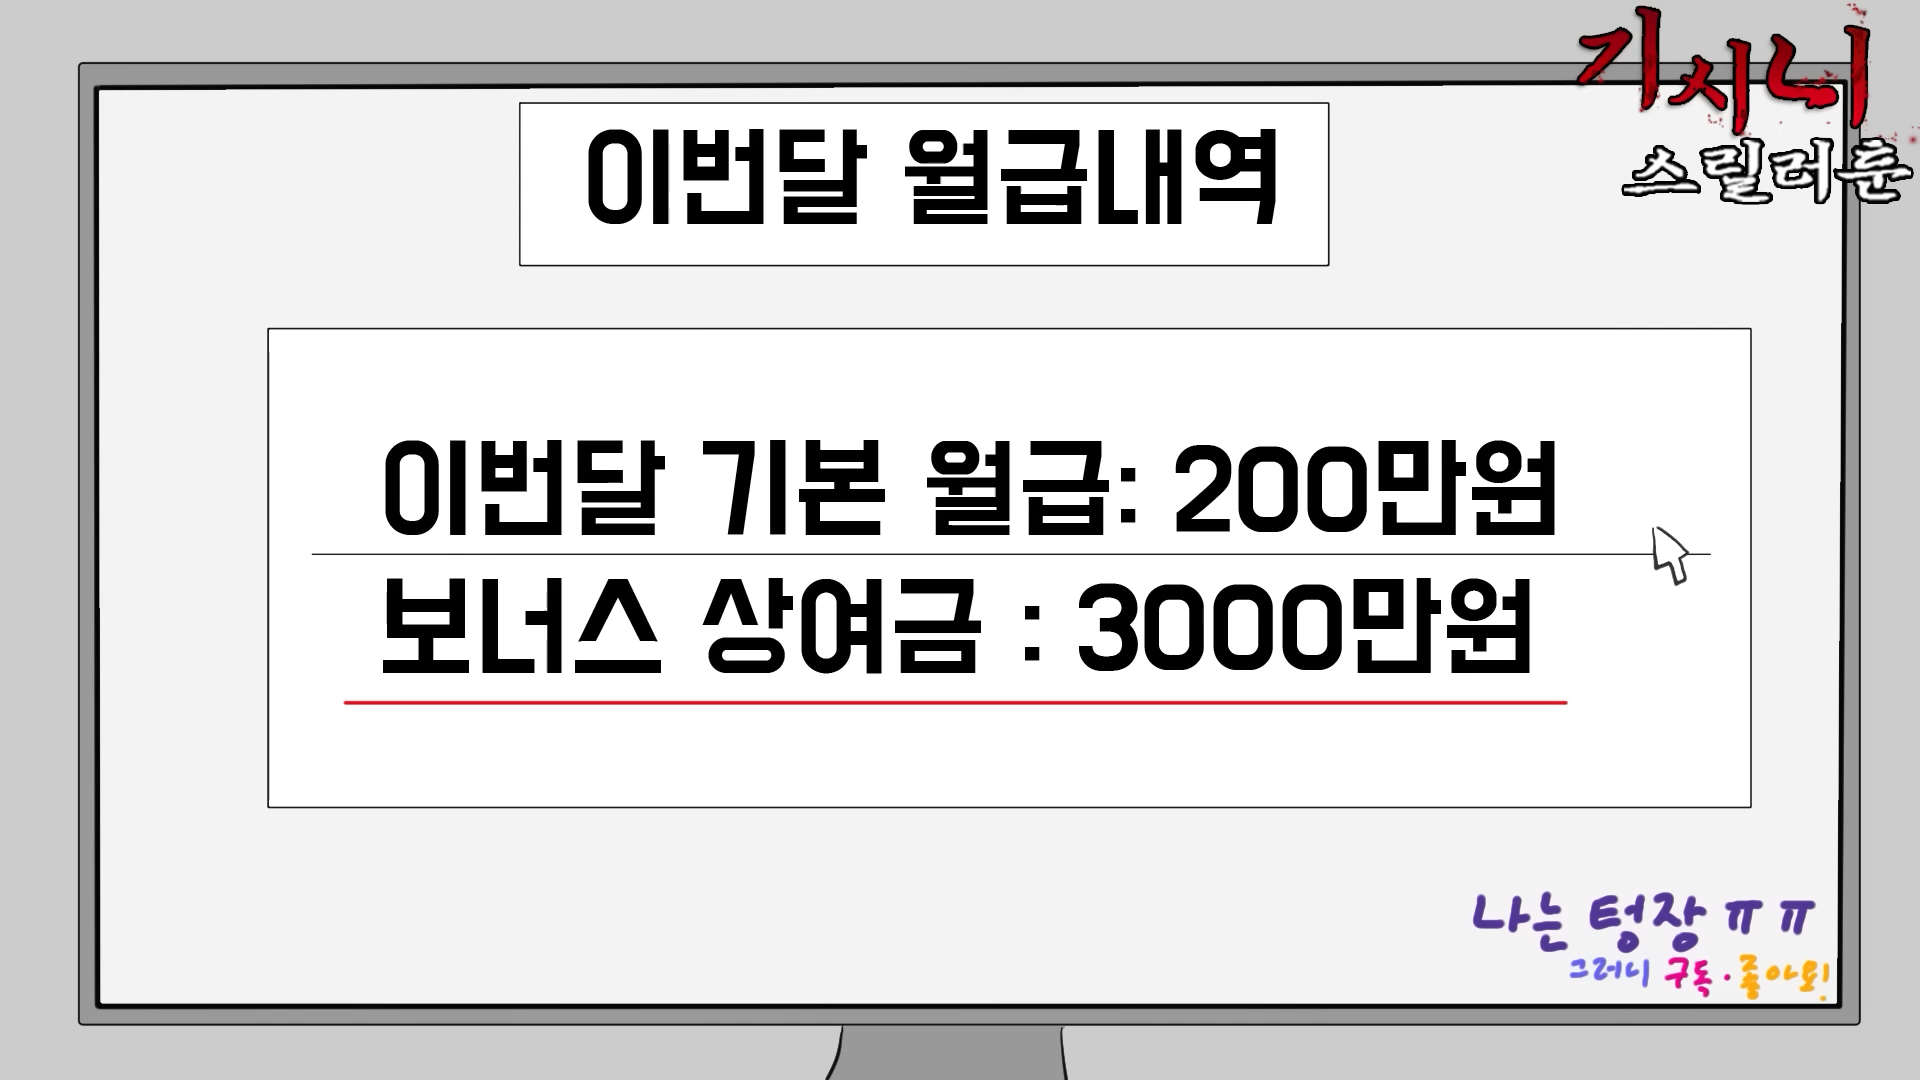 기시니
스릴러툰
이번달 월급내역
이번달 기본 월급: 200만원
보너스 상여금 : 3000만원
나는 텅장 ㅠㅠ
그러니 구독·좋아요!